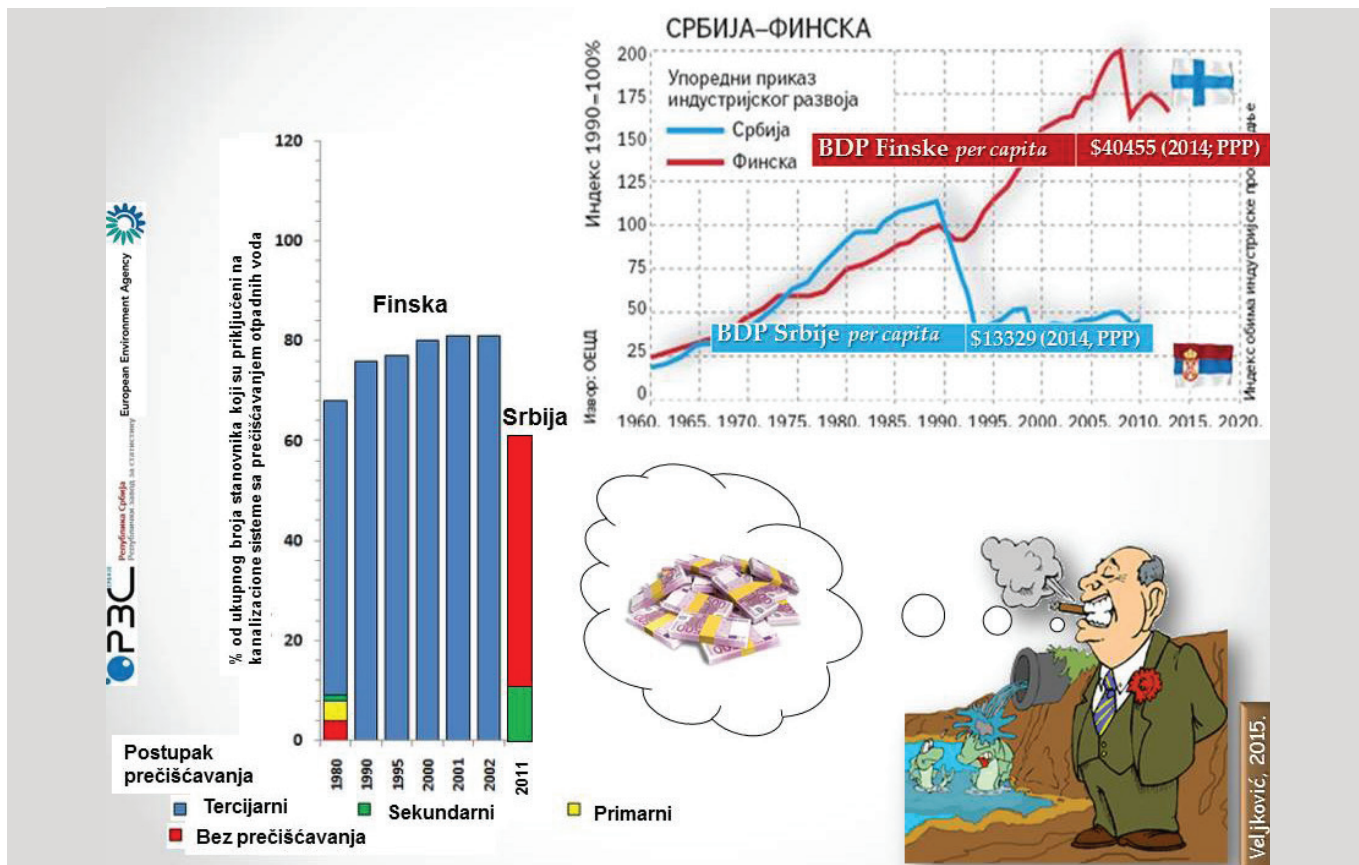 СРБИЈА–ФИНСКА
Упоредни приказ
индустријског развоја
Србија
Финска
Индекс 1990–100%
200
175
150
125
100
75
50
25
0
1960. 1965. 1970. 1975. 1980. 1985. 1990. 1995. 2000. 2005. 2010. 2015. 2020.
Извор: ОЕЦД
Индекс обима индустријске
BDP Finske per capita $40455 (2014; PPP)
BDP Srbije per capita $13329 (2014, PPP)
European Environment Agency
РЗС
Република Србија
Републички завод за статистику
% od ukupnog broja stanovnika koji su priključeni na
kanalizacione sisteme sa prečišćavanjem otpadnih voda
120
100
80
60
40
20
0
Finska
Srbija
1980
1990
1995
2000
2001
2002
2011
Postupak
prečišćavanja
Tercijarni
Sekundarni
Primarni
Bez prečišćavanja
Veljković, 2015.